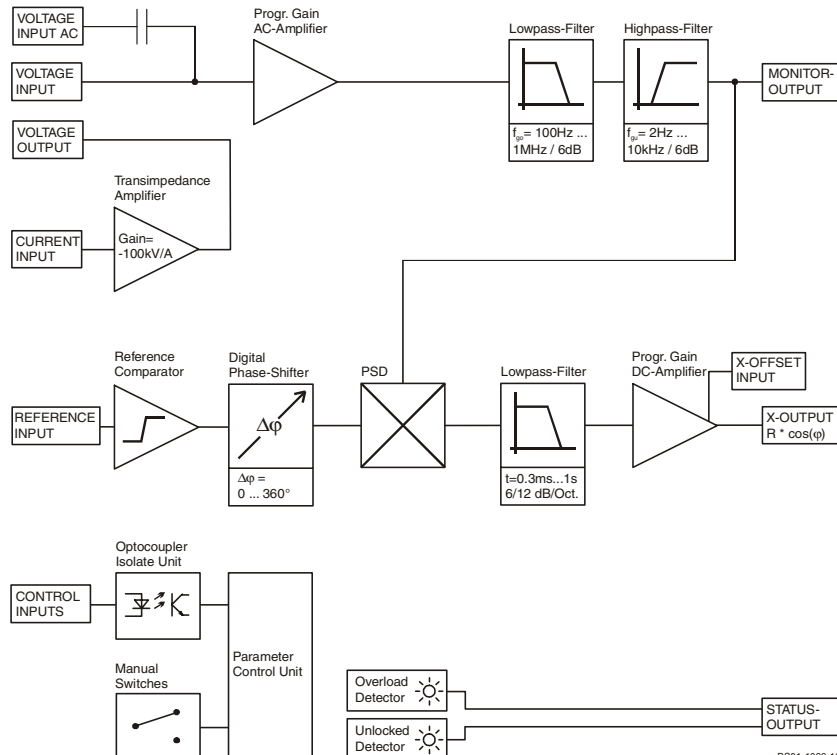 VOLTAGE
INPUT AC
Progr. Gain
AC-Amplifier
Lowpass-Filter
Highpass-Filter
VOLTAGE
INPUT
MONITOR-
OUTPUT
VOLTAGE
OUTPUT
fgo= 100Hz ...
1MHz / 6dB
fgu= 2Hz ...
10kHz / 6dB
Transimpedance
Amplifier
CURRENT
INPUT
Gain=
-100kV/A
Reference
Comparator
Digital
Phase-Shifter
PSD
Lowpass-Filter
Progr. Gain
DC-Amplifier
X-OFFSET
INPUT
REFERENCE
INPUT
Δφ
X-OUTPUT
R * cos(φ)
Δφ =
0 ... 360°
t=0.3ms...1s
6/12 dB/Oct.
Optocoupler
Isolate Unit
CONTROL
INPUTS
Parameter
Control Unit
Manual
Switches
Overload
Detector
Unlocked
Detector
STATUS-
OUTPUT